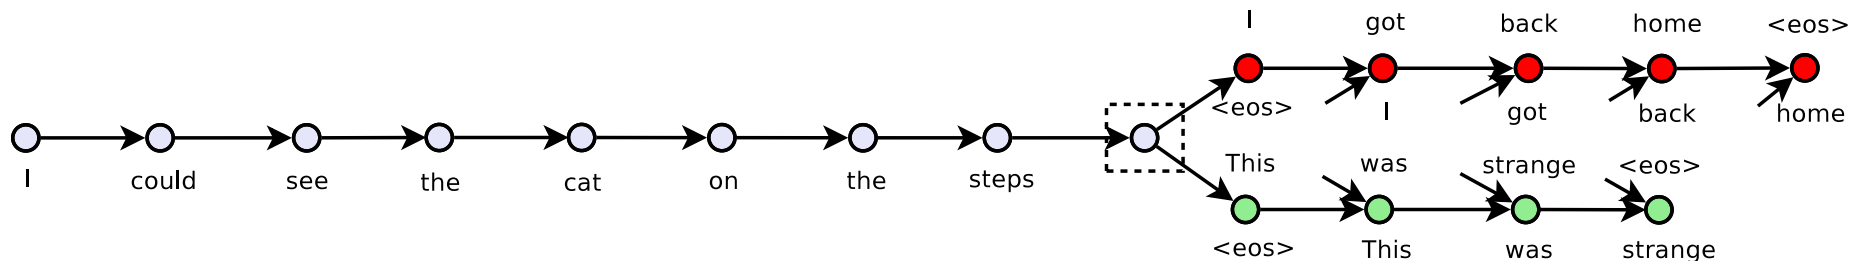 I got back home <eos>
<eos> I got back home
I could see the cat on the steps
This was strange <eos>
<eos> This was strange